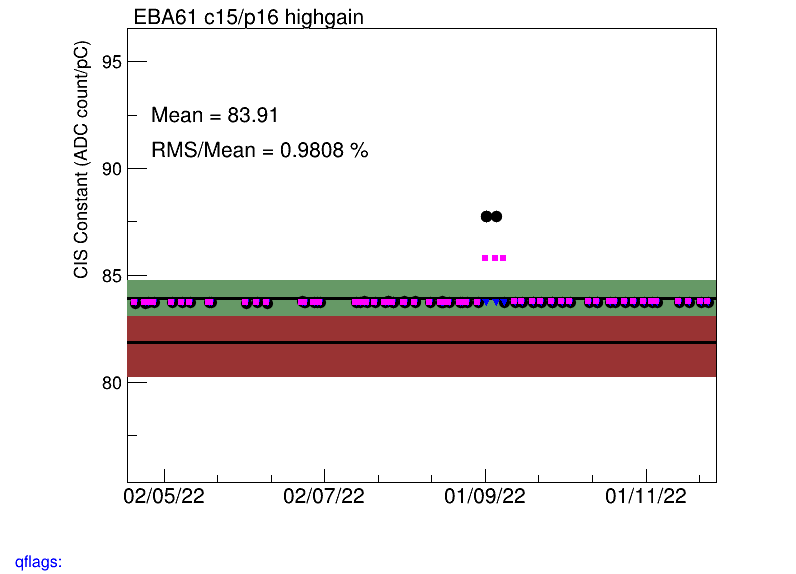 EBA61 c15/p16 highgain
CIS Constant (ADC count/pC)
95
90
85
80
Mean = 83.91
RMS/Mean = 0.9808 %
02/05/22 02/07/22 01/09/22 01/11/22
qflags: